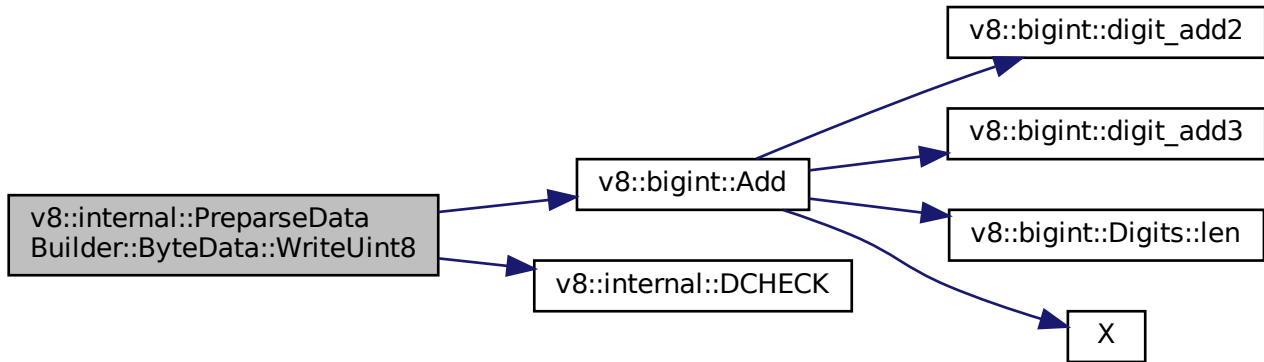 v8::internal::PreparseData
Builder::ByteData::WriteUint8
v8::bigint::Add
v8::internal::DCHECK
v8::bigint::digit_add2
v8::bigint::digit_add3
v8::bigint::Digits::len
X